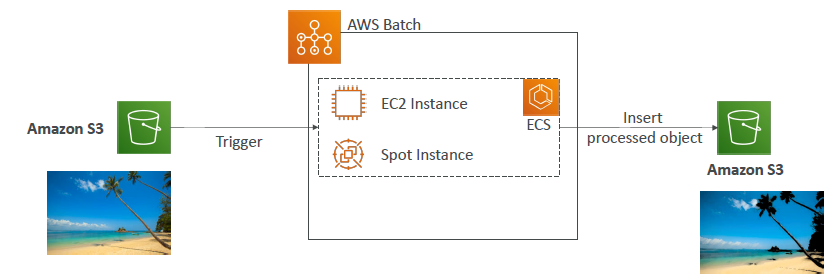 AWS Batch
EC2 Instance
ECS
Spot Instance
Amazon S3
Trigger
Insert
processed object
Amazon S3